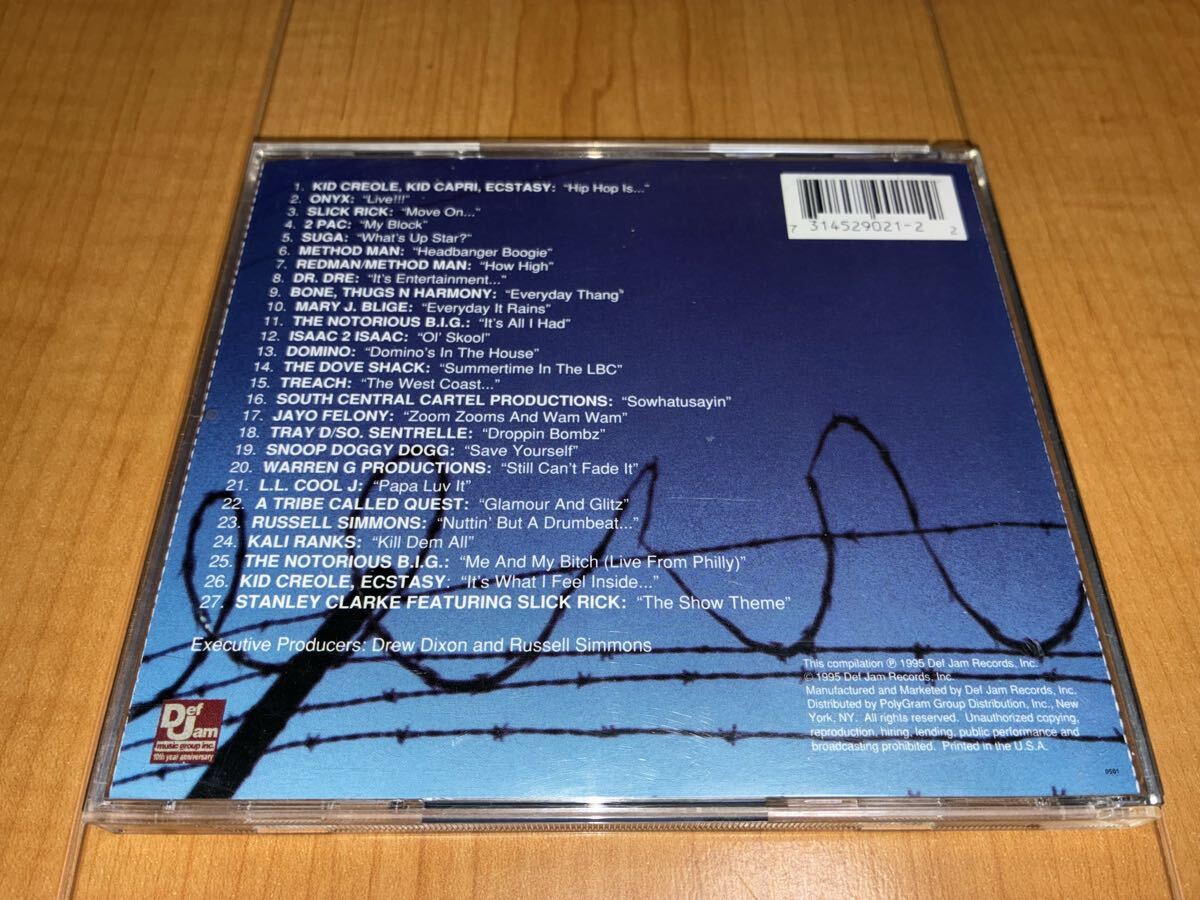 1. KID CREOLE, KID CAPRI, ECSTASY: “Hip Hop Is...”
2. ONYX: “Live!!!”
3. SLICK RICK: “Move On...”
4. 2 PAC: “My Block”
5. SUGA: “What's Up Star?”
6. METHOD MAN: “Headbanger Boogie”
7. REDMAN/METHOD MAN: “How High”
8. DR. DRE: “It's Entertainment...”
9. BONE, THUGS N HARMONY: “Everyday Thang”
10. MARY J. BLIGE: “Everyday It Rains”
11. THE NOTORIOUS B.I.G.: “It's All I Had”
12. ISAAC 2 ISAAC: “Ol' Skool”
13. DOMINO: “Domino's In The House”
14. THE DOVE SHACK: “Summertime In The LBC”
15. TREACH: “The West Coast...”
16. SOUTH CENTRAL CARTEL PRODUCTIONS: “Sowhatusayin”
17. JAYO FELONY: “Zoom Zooms And Wam Wam”
18. TRAY D/SO. SENTRELLE: “Droppin Bombz”
19. SNOOP DOGGY DOGG: “Save Yourself”
20. WARREN G PRODUCTIONS: “Still Can't Fade It”
21. L.L. COOL J: “Papa Luv It”
22. A TRIBE CALLED QUEST: “Glamour And Glitz”
23. RUSSELL SIMMONS: “Nuttin' But A Drumbeat...”
24. KALI RANKS: “Kill Dem All”
25. THE NOTORIOUS B.I.G.: “Me And My Bitch (Live From Philly)”
26. KID CREOLE, ECSTASY: “It's What I Feel Inside...”
27. STANLEY CLARKE FEATURING SLICK RICK: “The Show Theme”
Executive Producers: Drew Dixon and Russell Simmons
7 314529021-2 2
This compilation ℗ 1995 Def Jam Records, Inc.
© 1995 Def Jam Records, Inc.
Manufactured and Marketed by Def Jam Records, Inc.
Distributed by PolyGram Group Distribution, Inc., New
York, NY. All rights reserved. Unauthorized copying,
reproduction, hiring, lending, public performance and
broadcasting prohibited. Printed in the U.S.A.
Def
Jam
music group inc.
10th year anniversary
0501